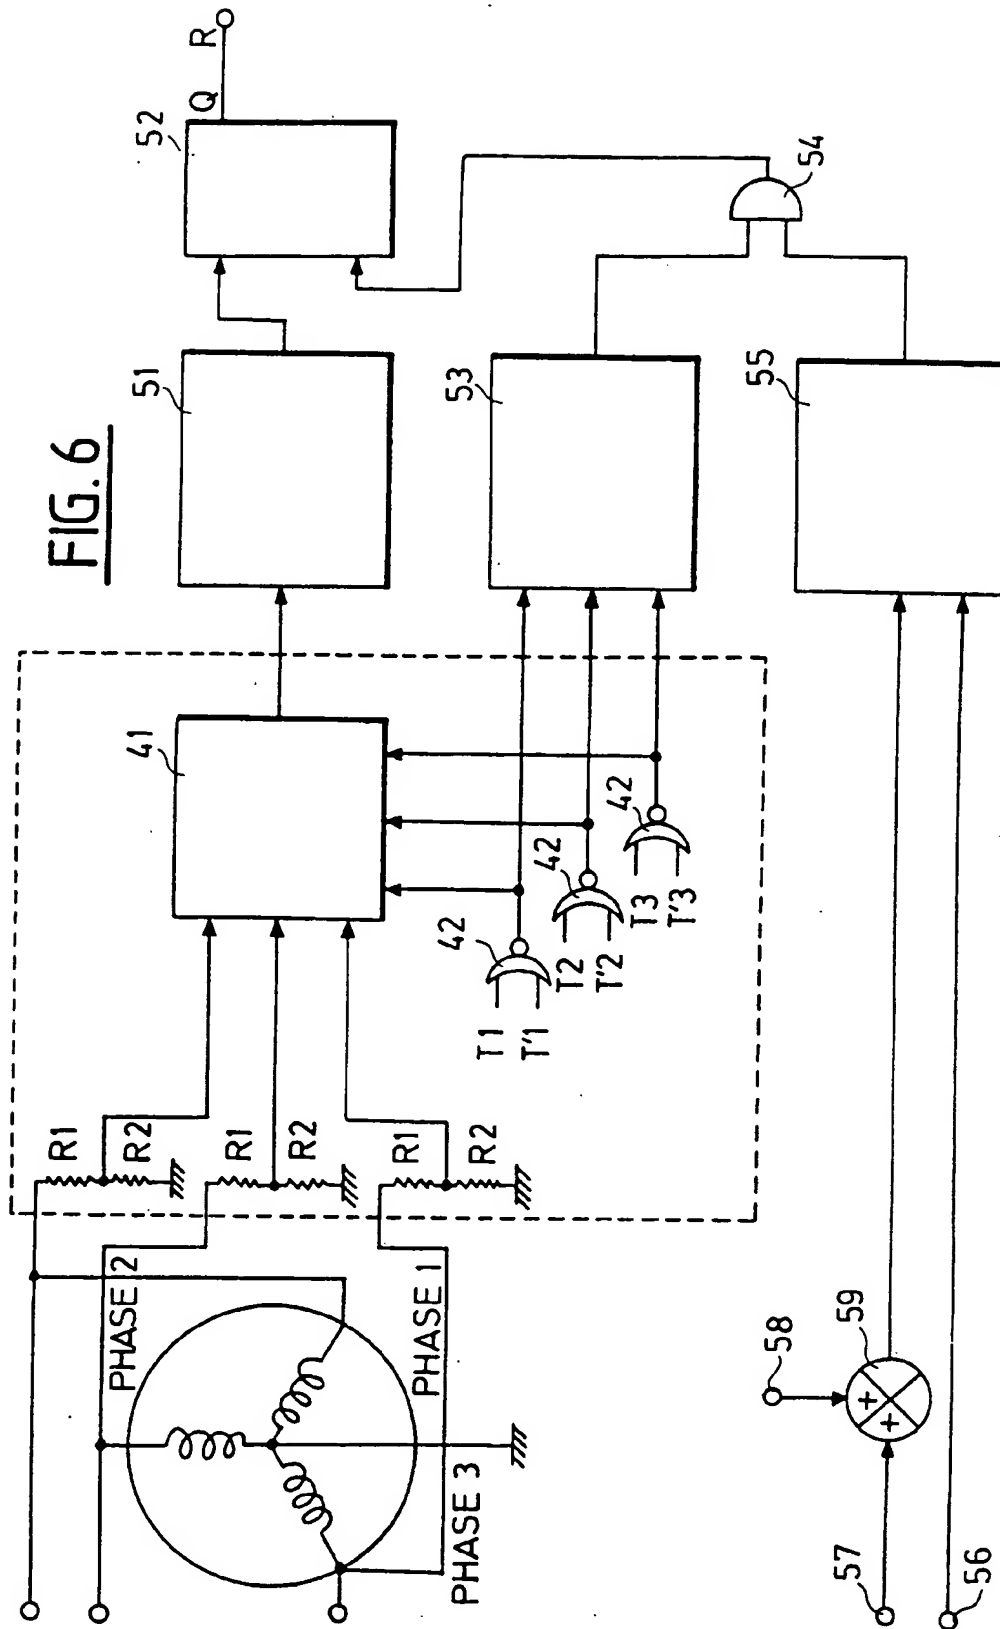 FIG. 6
PHASE 2
PHASE 1
PHASE 3
R1
R2
R1
R2
R1
R2
41
42
42
42
T1
T'1
T2
T'2
T3
T'3
51
52
Q
R
53
54
55
56
57
58
59
+
+